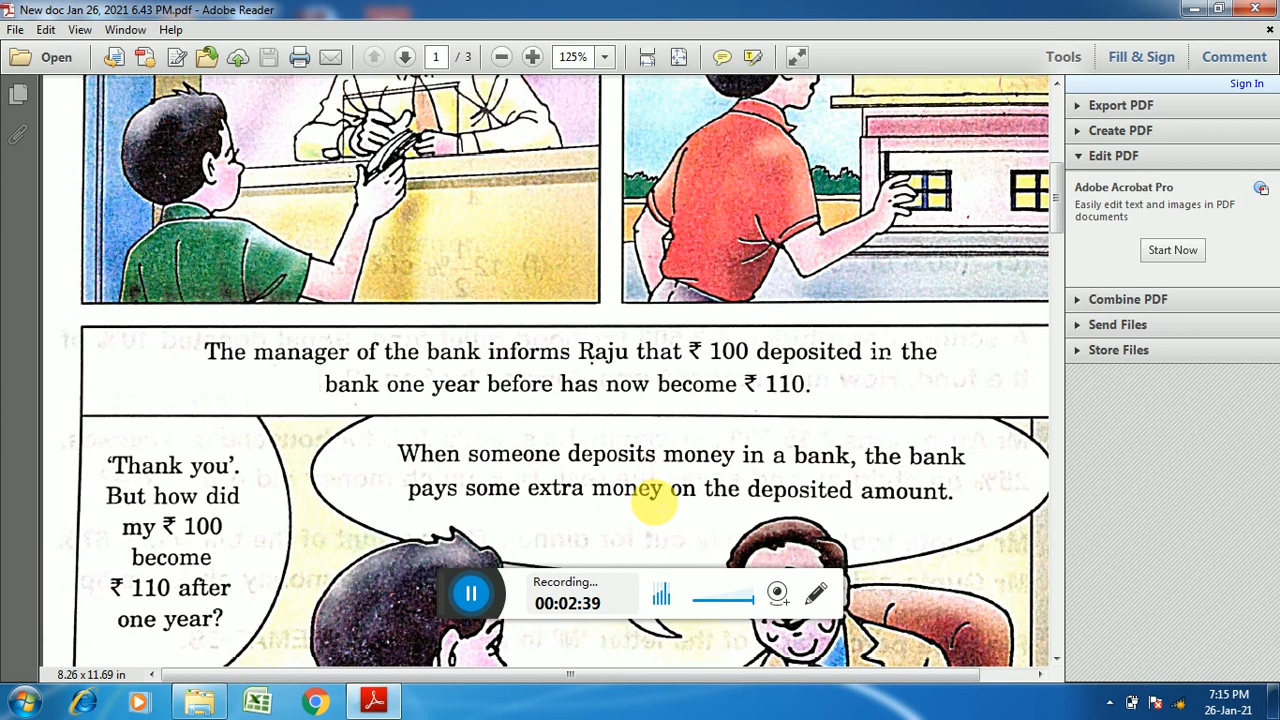 New doc Jan 26, 2021 6.43 PM.pdf - Adobe Reader
File Edit View Window Help
Open 1 / 3 125% Tools Fill & Sign Comment
Sign In
Export PDF
Create PDF
Edit PDF
Adobe Acrobat Pro
Easily edit text and images in PDF
documents
Start Now
Combine PDF
Send Files
Store Files
The manager of the bank informs Raju that ₹ 100 deposited in the
bank one year before has now become ₹ 110.
'Thank you'.
But how did
my ₹ 100
become
₹ 110 after
one year?
When someone deposits money in a bank, the bank
pays some extra money on the deposited amount.
Recording...
00:02:39
8.26 x 11.69 in
7:15 PM
26-Jan-21